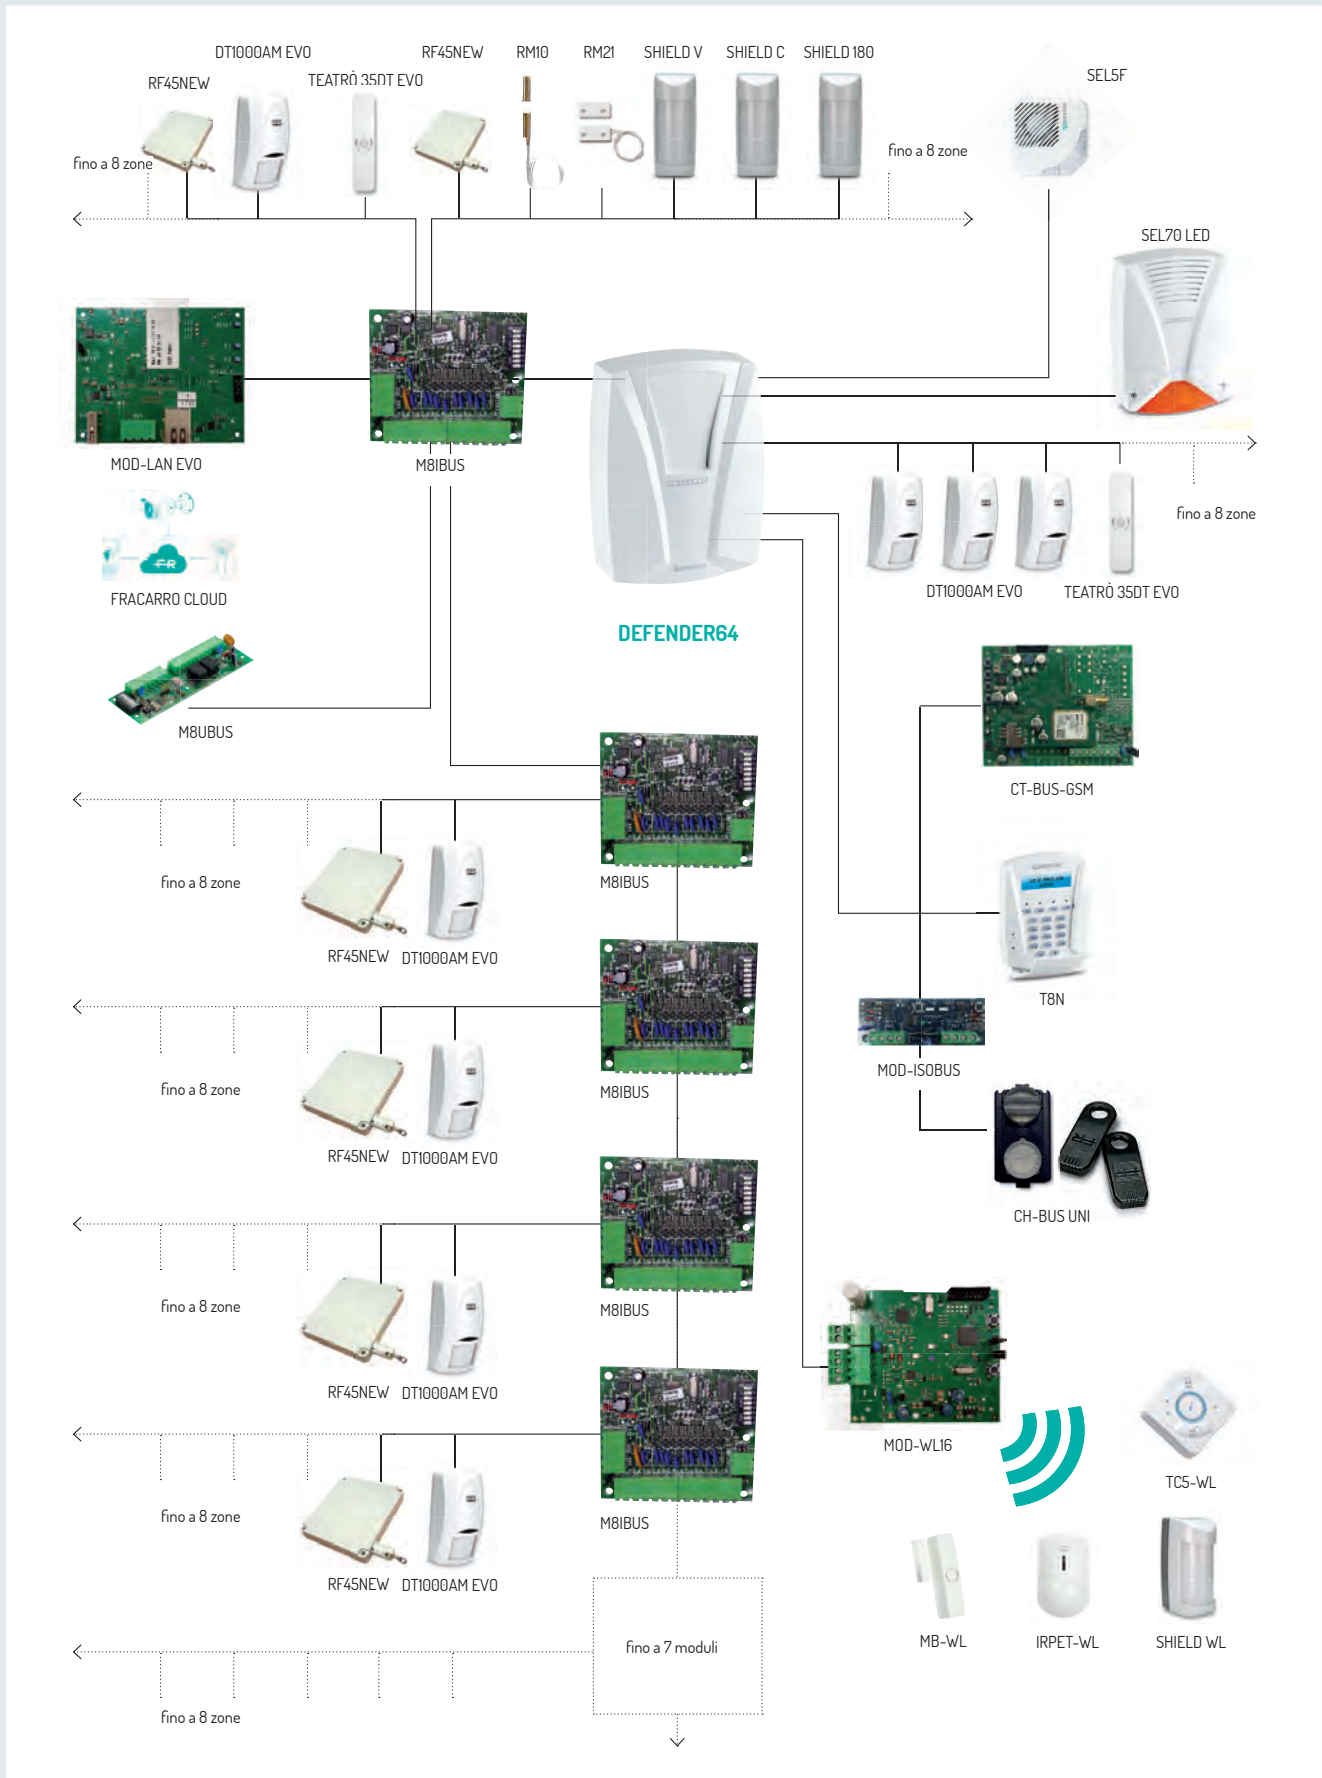 DT1000AM EVO
RF45NEW
RM10
RM21
SHIELD V
SHIELD C
SHIELD 180
SEL5F
RF45NEW
TEATRÒ 35DT EVO
fino a 8 zone
fino a 8 zone
SEL70 LED
MOD-LAN EVO
M8IBUS
fino a 8 zone
DT1000AM EVO
TEATRÒ 35DT EVO
FRACARRO CLOUD
DEFENDER64
M8UBUS
CT-BUS-GSM
fino a 8 zone
M8IBUS
RF45NEW
DT1000AM EVO
T8N
MOD-ISOBUS
fino a 8 zone
M8IBUS
RF45NEW
DT1000AM EVO
CH-BUS UNI
fino a 8 zone
M8IBUS
RF45NEW
DT1000AM EVO
MOD-WL16
TC5-WL
fino a 8 zone
M8IBUS
RF45NEW
DT1000AM EVO
MB-WL
IRPET-WL
SHIELD WL
fino a 7 moduli
fino a 8 zone